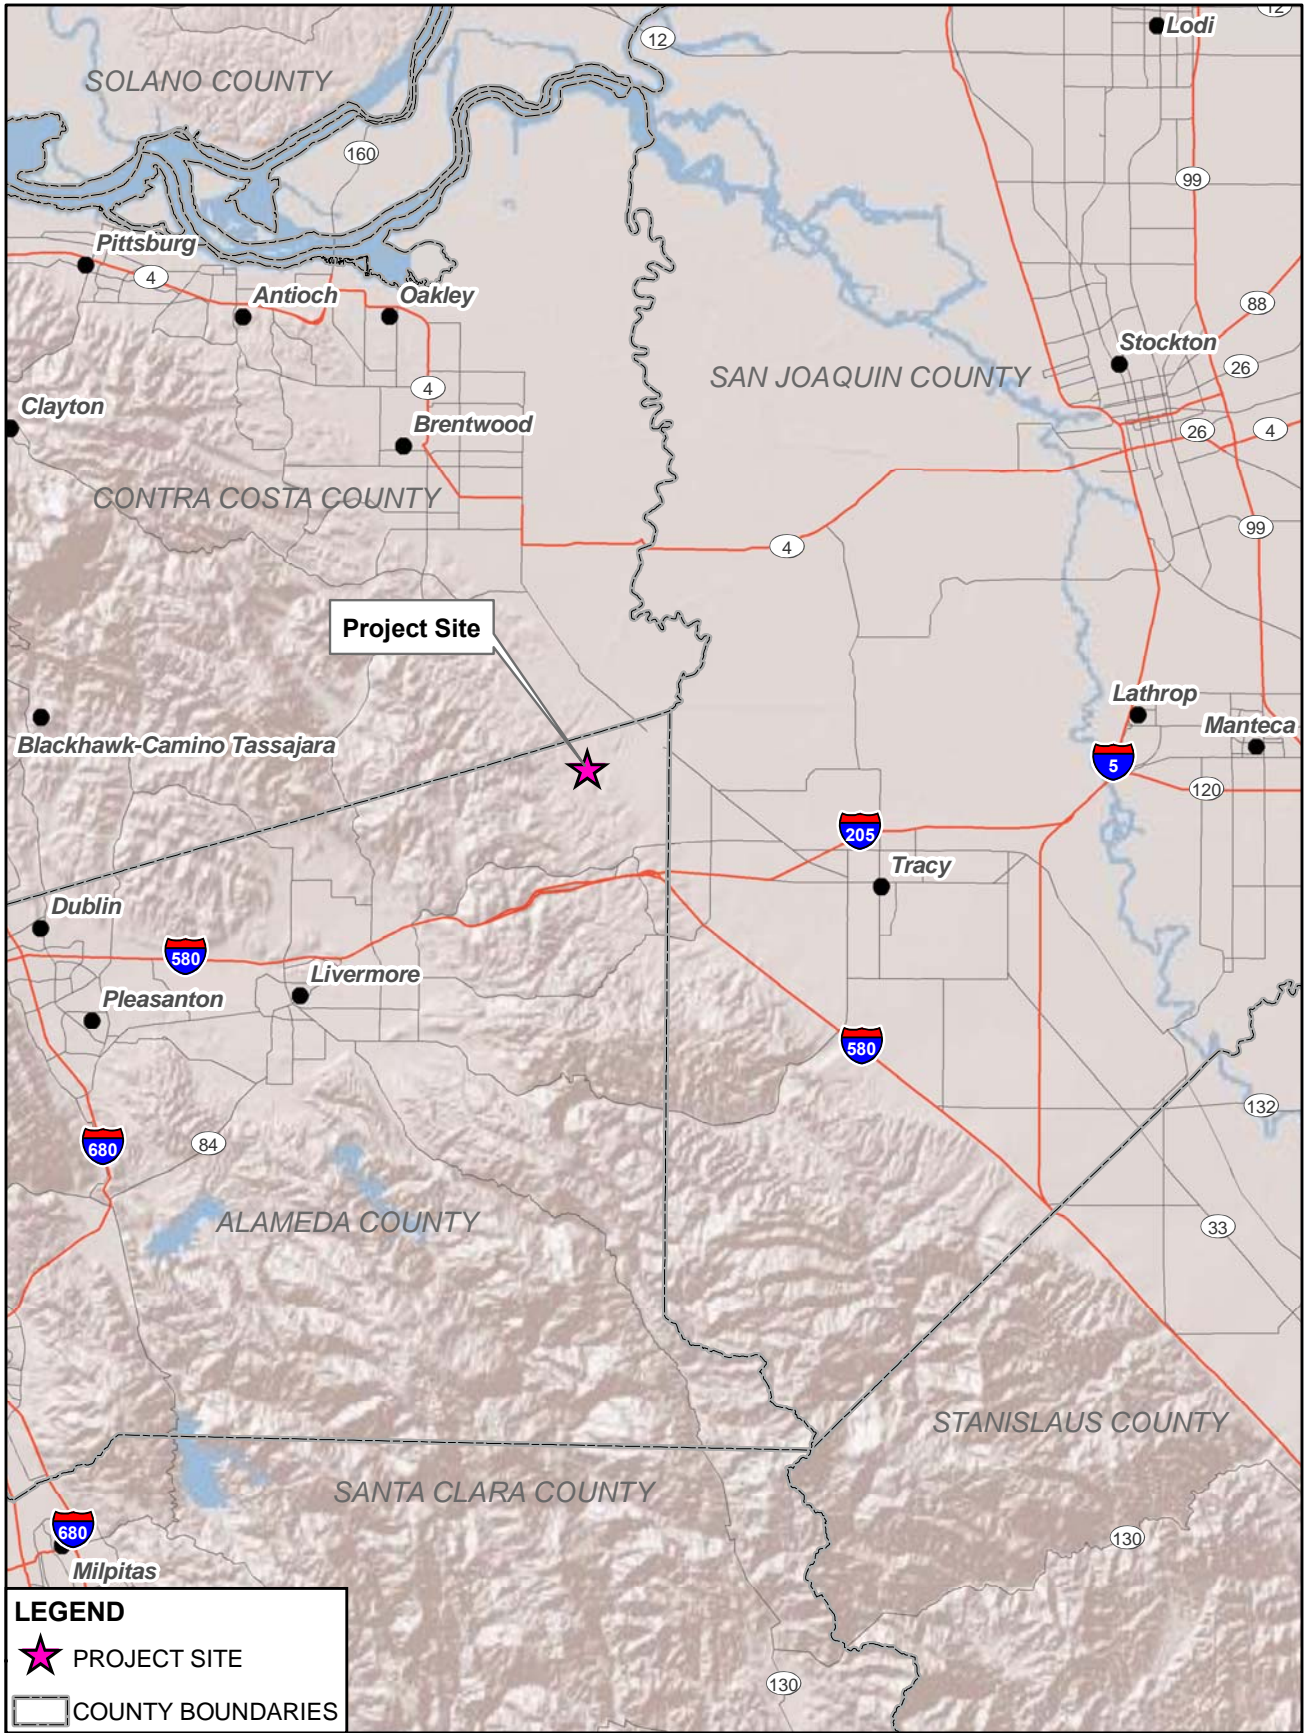 12
Lodi
12
SOLANO COUNTY
160
99
Pittsburg
4
Antioch
Oakley
88
Stockton
26
SAN JOAQUIN COUNTY
4
Clayton
Brentwood
26
4
CONTRA COSTA COUNTY
99
4
Project Site
Lathrop
Manteca
Blackhawk-Camino Tassajara
5
120
205
Tracy
Dublin
580
Livermore
Pleasanton
580
132
680
84
ALAMEDA COUNTY
33
STANISLAUS COUNTY
SANTA CLARA COUNTY
680
130
Milpitas
LEGEND
PROJECT SITE
130
COUNTY BOUNDARIES